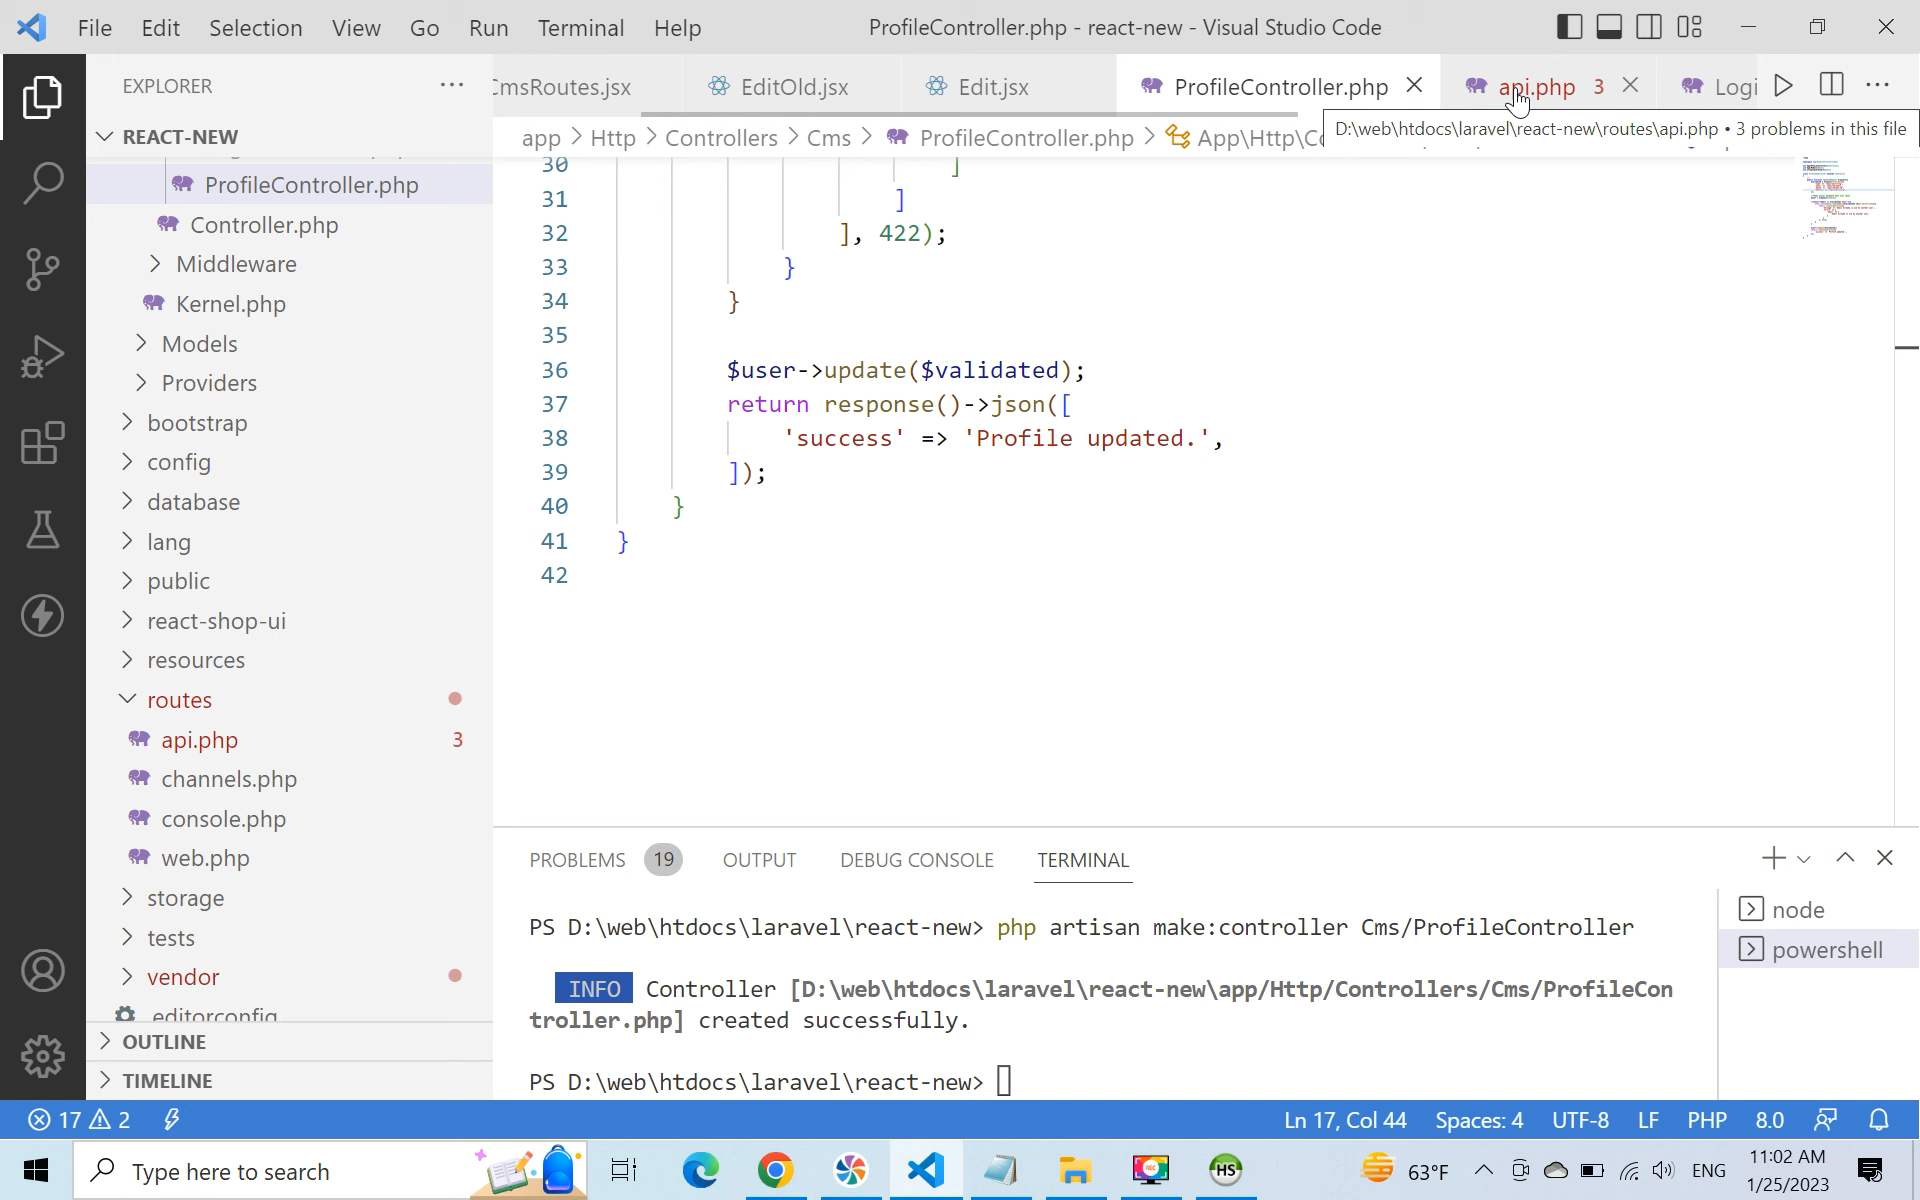 File Edit Selection View Go Run Terminal Help ProfileController.php - react-new - Visual Studio Code
EXPLORER
REACT-NEW
ProfileController.php
Controller.php
Middleware
Kernel.php
Models
Providers
bootstrap
config
database
lang
public
react-shop-ui
resources
routes
api.php 3
channels.php
console.php
web.php
storage
tests
vendor
.editorconfig
OUTLINE
TIMELINE
CmsRoutes.jsx EditOld.jsx Edit.jsx ProfileController.php api.php 3 Logi
app > Http > Controllers > Cms > ProfileController.php > App\Http\Co
D:\web\htdocs\laravel\react-new\routes\api.php • 3 problems in this file
30 ]
31 ]
32 ], 422);
33 }
34 }
35
36 $user->update($validated);
37 return response()->json([
38 'success' => 'Profile updated.',
39 ]);
40 }
41 }
42
PROBLEMS 19 OUTPUT DEBUG CONSOLE TERMINAL
PS D:\web\htdocs\laravel\react-new> php artisan make:controller Cms/ProfileController
INFO Controller [D:\web\htdocs\laravel\react-new\app/Http/Controllers/Cms/ProfileCon
troller.php] created successfully.
PS D:\web\htdocs\laravel\react-new>
node
powershell
17 2 Ln 17, Col 44 Spaces: 4 UTF-8 LF PHP 8.0
Type here to search HS 63°F ENG 11:02 AM
1/25/2023